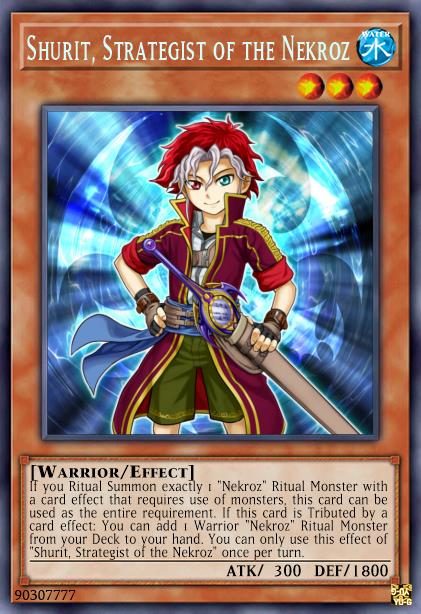 SHURIT, STRATEGIST OF THE NEKROZ
WATER
水
[WARRIOR/EFFECT]
If you Ritual Summon exactly 1 "Nekroz" Ritual Monster with
a card effect that requires use of monsters, this card can be
used as the entire requirement. If this card is Tributed by a
card effect: You can add 1 Warrior "Nekroz" Ritual Monster
from your Deck to your hand. You can only use this effect of
"Shurit, Strategist of the Nekroz" once per turn.
ATK/ 300 DEF/1800
90307777